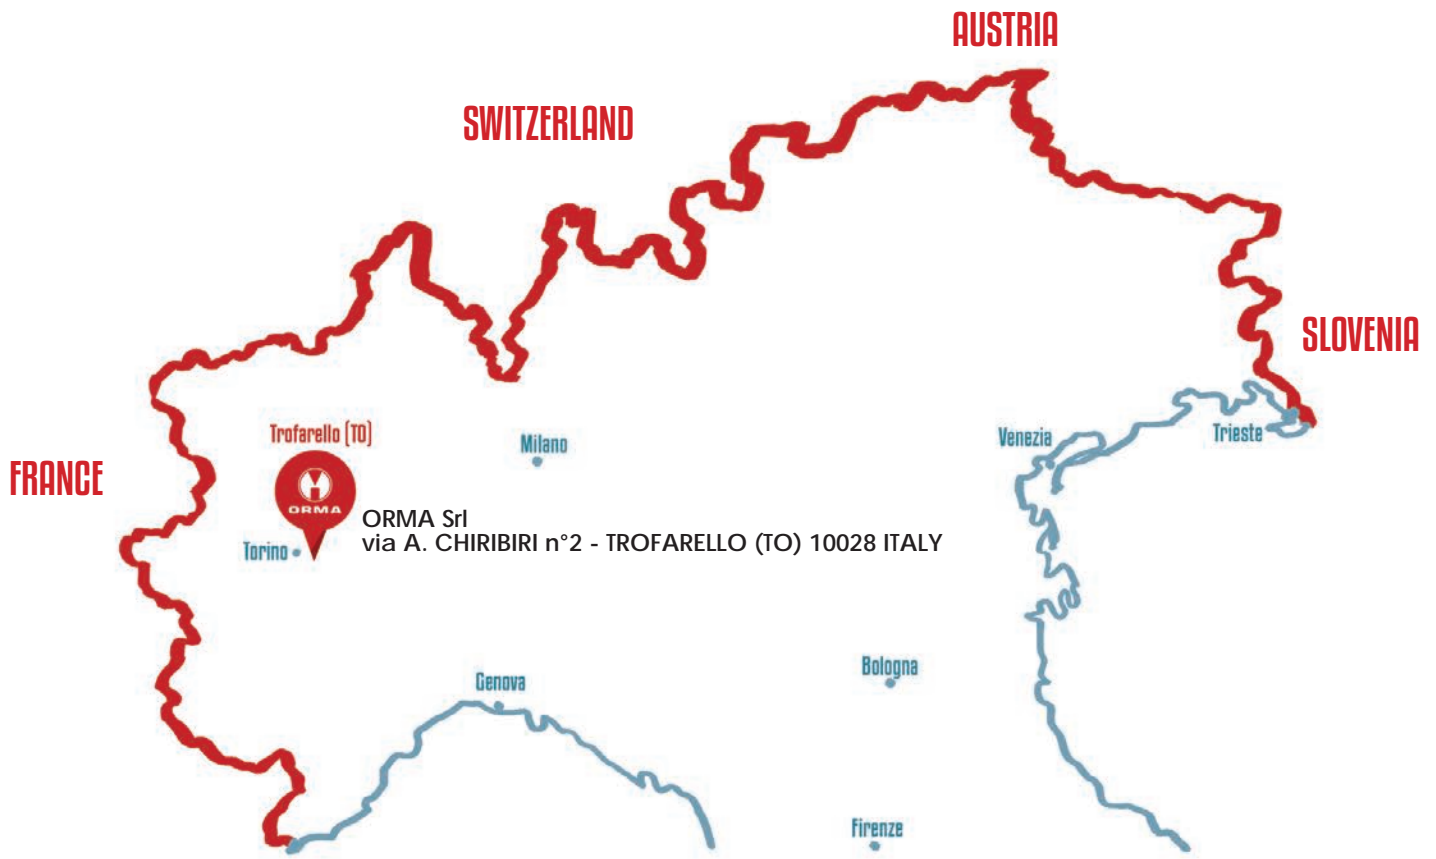 AUSTRIA
SWITZERLAND
SLOVENIA
Trofarello (TO)
Milano
Venezia
Trieste
FRANCE
ORMA
ORMA Srl
via A. CHIRIBIRI n°2 - TROFARELLO (TO) 10028 ITALY
Torino
Genova
Bologna
Firenze